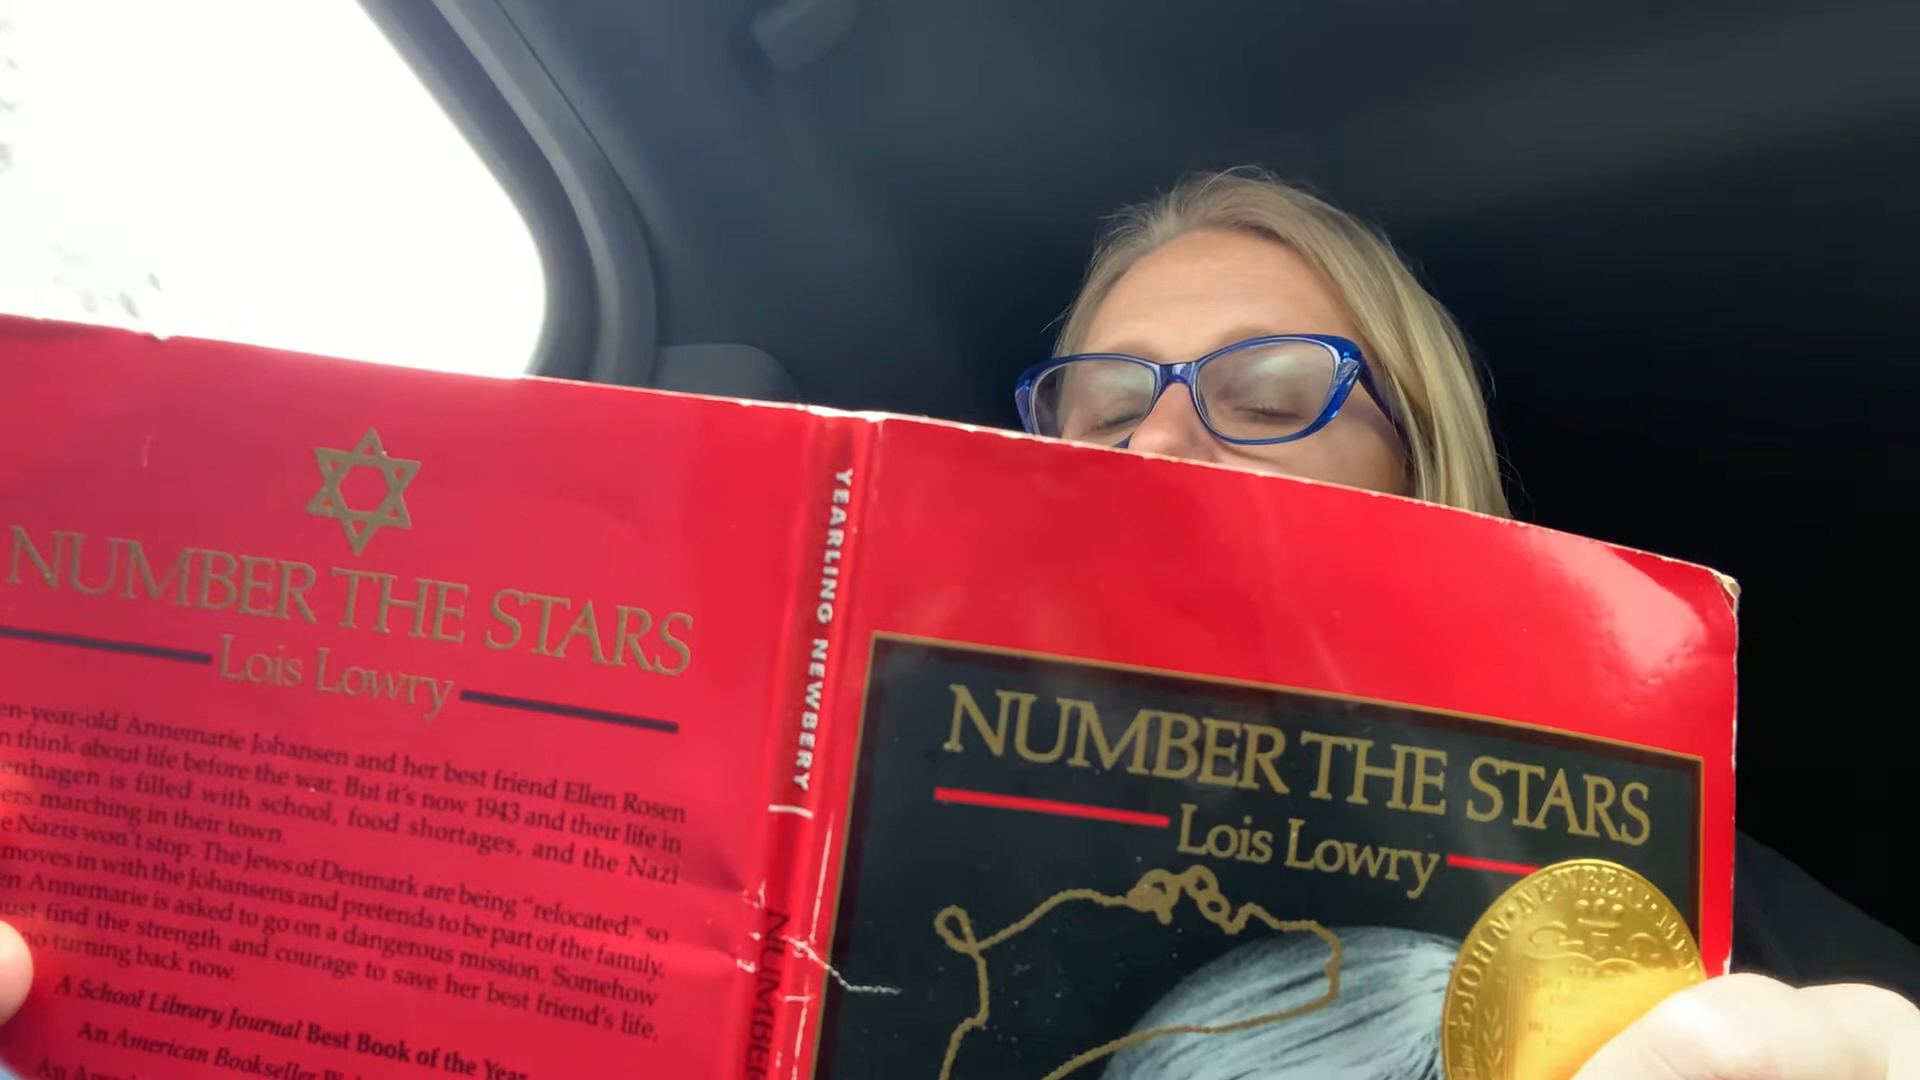 NUMBER THE STARS
Lois Lowry
en-year-old Annemarie Johansen and her best friend Ellen Rosen
n think about life before the war. But it's now 1943 and their life in
enhagen is filled with school, food shortages, and the Nazi
ers marching in their town.
e Nazis won't stop. The Jews of Denmark are being "relocated," so
moves in with the Johansens and pretends to be part of the family.
en Annemarie is asked to go on a dangerous mission. Somehow
ust find the strength and courage to save her best friend's life.
no turning back now.
A School Library Journal Best Book of the Year
An American Bookseller
An
YEARLING NEWBERY
NUMBER
NUMBER THE STARS
Lois Lowry
JOHN NEWBERY